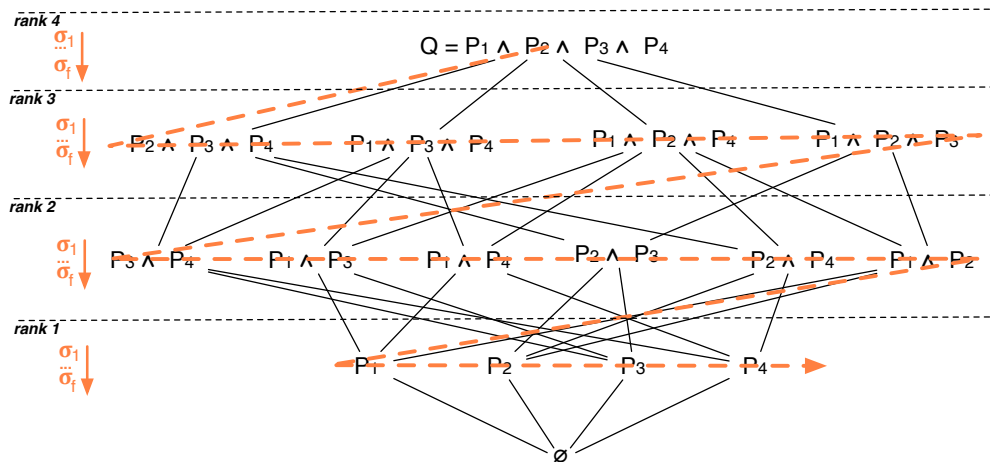 rank 4
σ1
...
σf
Q = P1 ∧ P2 ∧ P3 ∧ P4
rank 3
σ1
...
σf
P2 ∧ P3 ∧ P4 P1 ∧ P3 ∧ P4 P1 ∧ P2 ∧ P4 P1 ∧ P2 ∧ P3
rank 2
σ1
...
σf
P3 ∧ P4 P1 ∧ P3 P1 ∧ P4 P2 ∧ P3 P2 ∧ P4 P1 ∧ P2
rank 1
σ1
...
σf
P1 P2 P3 P4
∅